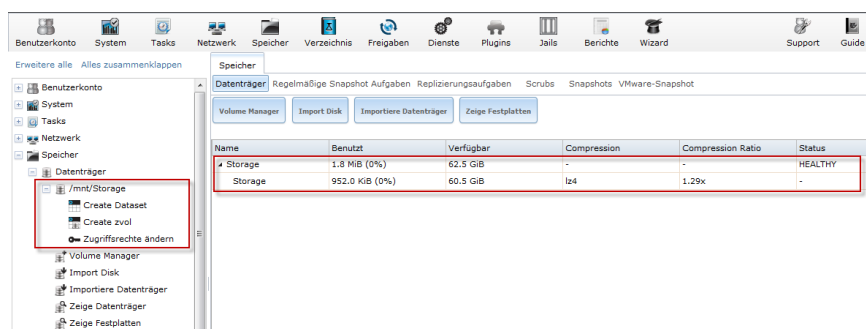 Benutzerkonto System Tasks Netzwerk Speicher Verzeichnis Freigaben Dienste Plugins Jails Berichte Wizard Support Guide
Erweitere alle Alles zusammenklappen
Benutzerkonto
System
Tasks
Netzwerk
Speicher
Datenträger
/mnt/Storage
Create Dataset
Create zvol
Zugriffsrechte ändern
Volume Manager
Import Disk
Importiere Datenträger
Zeige Datenträger
Zeige Festplatten
Speicher
Datenträger Regelmäßige Snapshot Aufgaben Replizierungsaufgaben Scrubs Snapshots VMware-Snapshot
Volume Manager Import Disk Importiere Datenträger Zeige Festplatten
Name Benutzt Verfügbar Compression Compression Ratio Status
Storage 1.8 MiB (0%) 62.5 GiB - - HEALTHY
Storage 952.0 KiB (0%) 60.5 GiB lz4 1.29x -